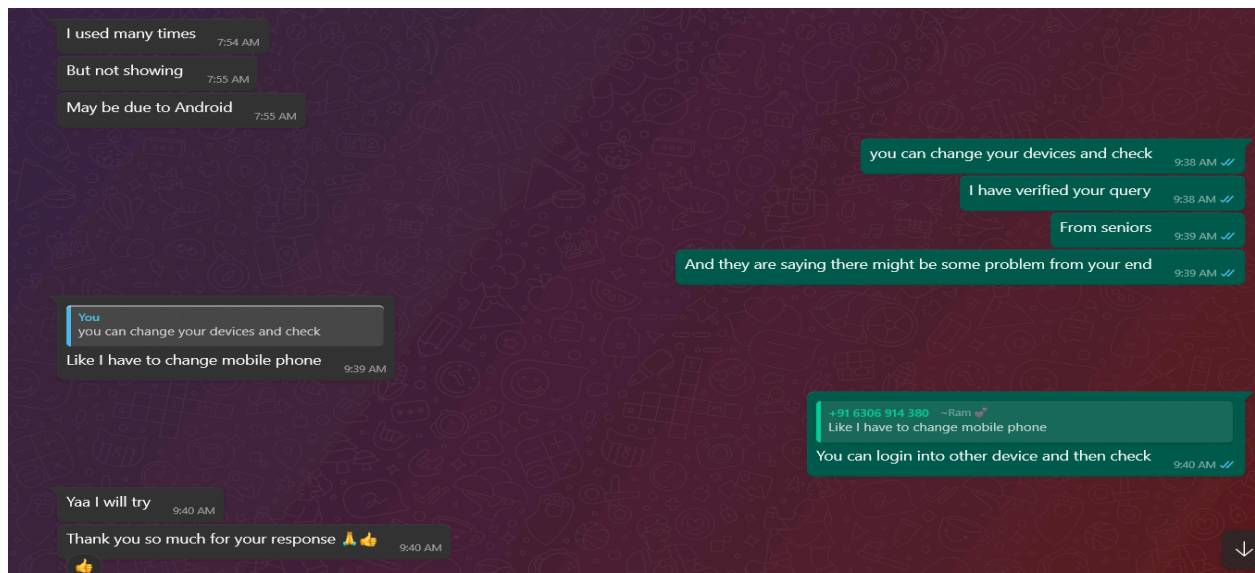 I used many times 7:54 AM
But not showing 7:55 AM
May be due to Android 7:55 AM
you can change your devices and check 9:38 AM
I have verified your query 9:38 AM
From seniors 9:39 AM
And they are saying there might be some problem from your end 9:39 AM
You
you can change your devices and check
Like I have to change mobile phone 9:39 AM
+91 6306 914 380 ~Ram 💕
Like I have to change mobile phone
You can login into other device and then check 9:40 AM
Yaa I will try 9:40 AM
Thank you so much for your response 🙏👍 9:40 AM
👍